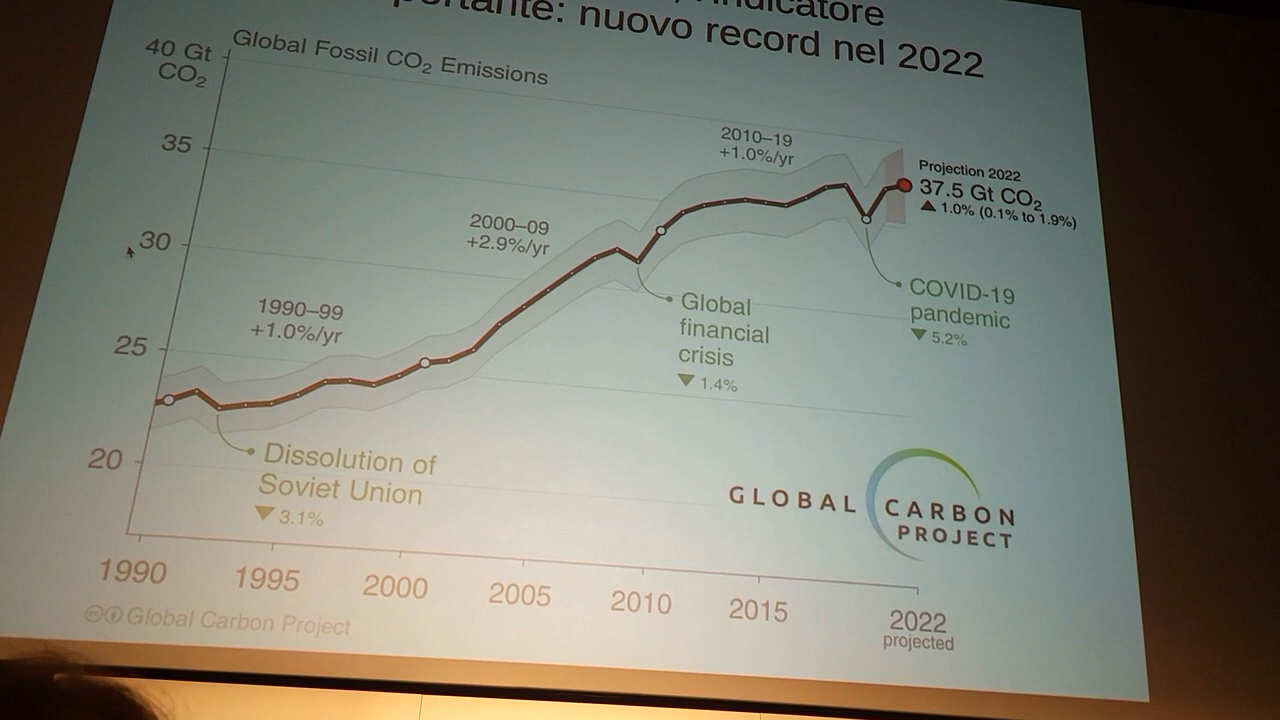 indicatore
portante: nuovo record nel 2022
Global Fossil CO₂ Emissions
40 Gt
CO₂
35
30
25
20
2010–19
+1.0%/yr
2000–09
+2.9%/yr
1990–99
+1.0%/yr
Projection 2022
37.5 Gt CO₂
▲ 1.0% (0.1% to 1.9%)
COVID-19
pandemic
▼ 5.2%
Global
financial
crisis
▼ 1.4%
Dissolution of
Soviet Union
▼ 3.1%
GLOBAL CARBON
PROJECT
1990
1995
2000
2005
2010
2015
2022
projected
Global Carbon Project